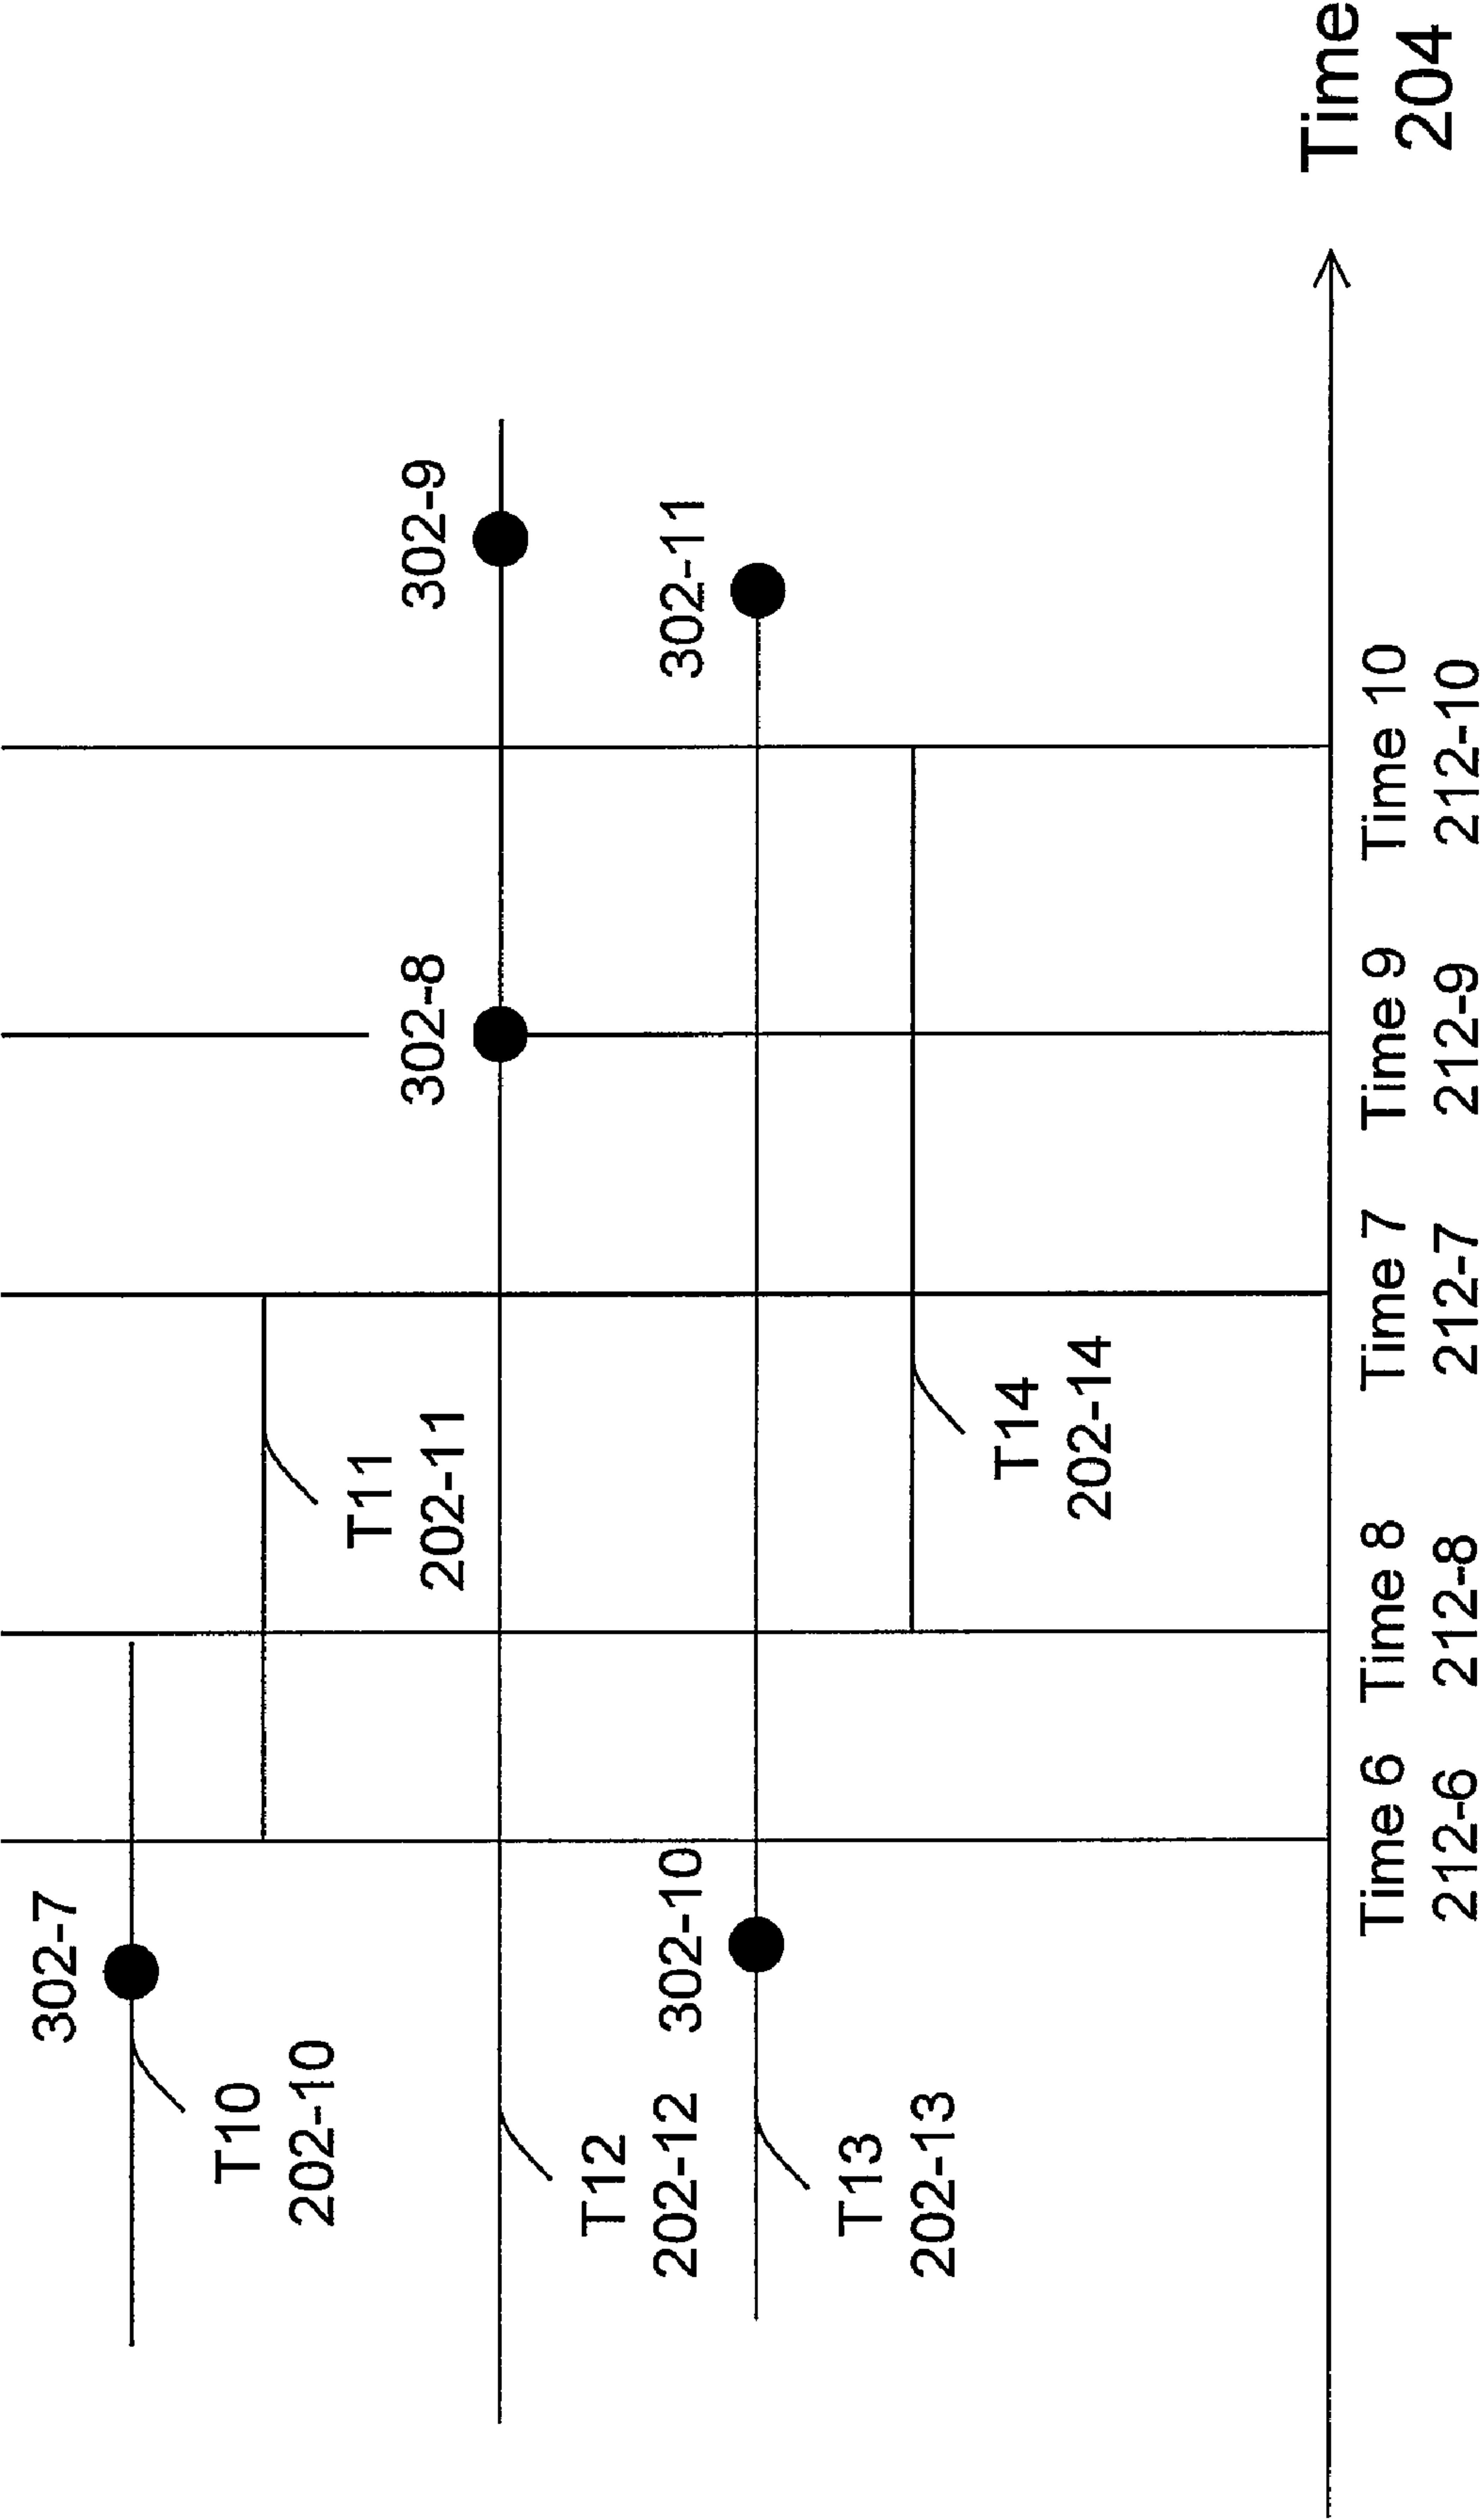 302-7
T10
202-10
T11
202-11
302-8
302-9
T12
202-12
302-10
302-11
T13
202-13
T14
202-14
Time 6
212-6
Time 8
212-8
Time 7
212-7
Time 9
212-9
Time 10
212-10
Time
204